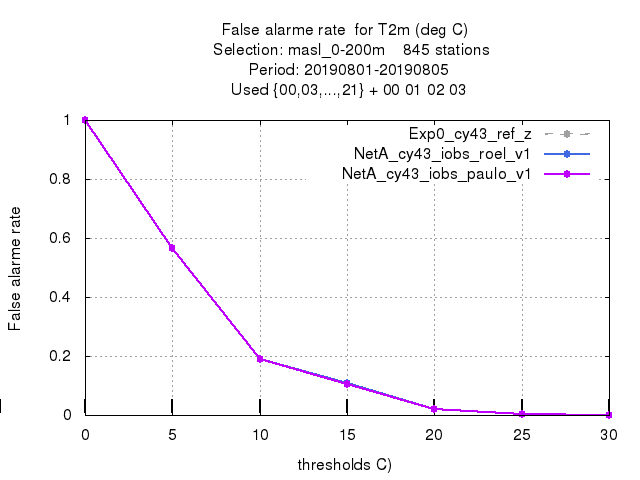 False alarme rate  for T2m (deg C)
Selection: masl_0-200m    845 stations
Period: 20190801-20190805
Used {00,03,...,21} + 00 01 02 03
Exp0_cy43_ref_z
NetA_cy43_iobs_roel_v1
NetA_cy43_iobs_paulo_v1
1
0.8
0.6
0.4
0.2
0
False alarme rate
0 5 10 15 20 25 30
thresholds C)